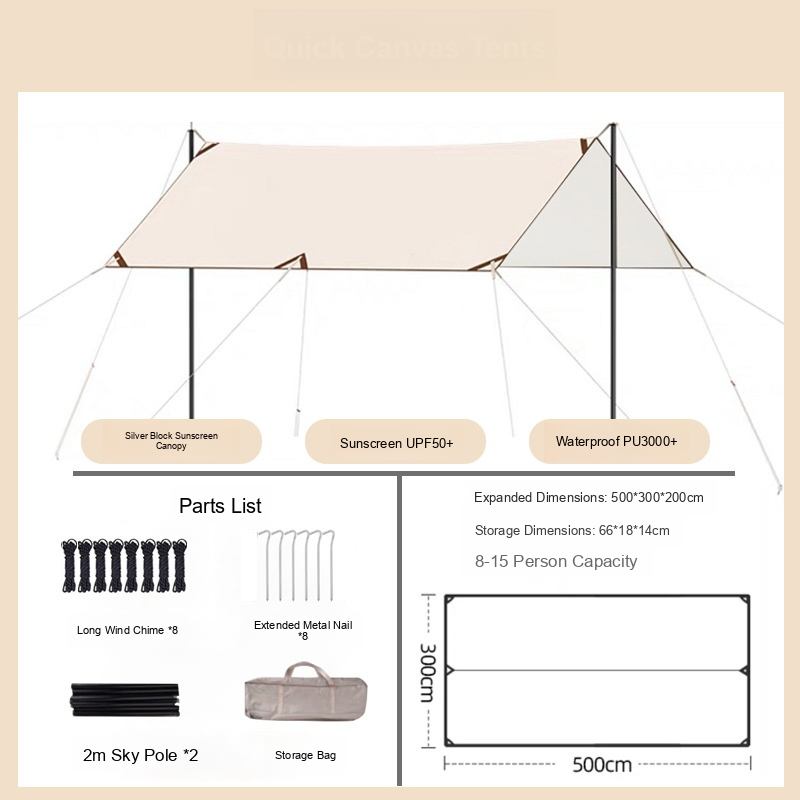 Quick Canvas Tents
Silver Block Sunscreen
Canopy
Sunscreen UPF50+
Waterproof PU3000+
Parts List
Long Wind Chime *8
Extended Metal Nail
*8
2m Sky Pole *2
Storage Bag
Expanded Dimensions: 500*300*200cm
Storage Dimensions: 66*18*14cm
8-15 Person Capacity
300cm
500cm